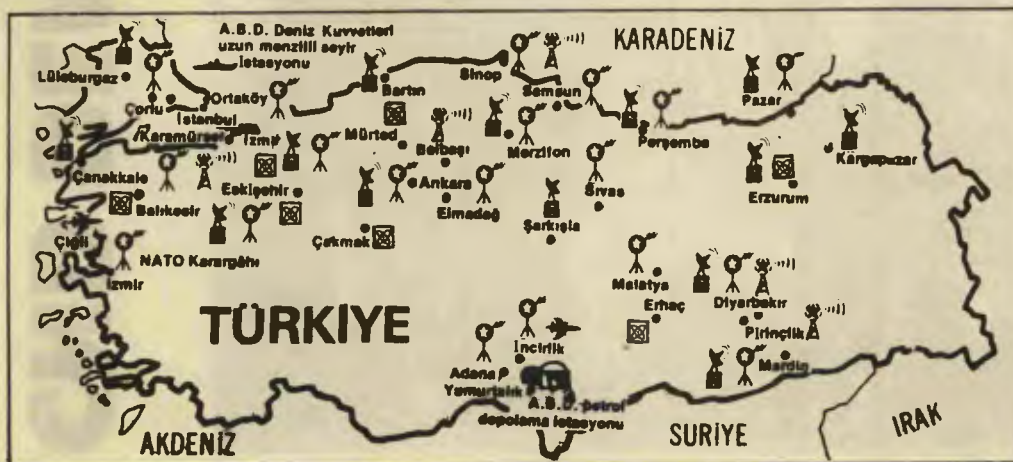 A.B.D. Deniz Kuvvetleri
uzun menzilli seyir
istasyonu
KARADENİZ
Lüleburgaz
Çorlu
İstanbul
Ortaköy
Bartın
Sinop
Samsun
Pazar
Karamürsel
İzmit
Mürted
Belbaşı
Merzifon
Perşembe
Kargapazar
Çanakkale
Balıkesir
Eskişehir
Ankara
Elmadağ
Sivas
Şarkışla
Erzurum
Çakmak
Çiğli
NATO Karargâhı
İzmir
Malatya
Erhaç
Diyarbakır
Pirinçlik
Mardin
TÜRKİYE
İncirlik
Adana
Yumurtalık
A.B.D. petrol
depolama istasyonu
AKDENİZ
SURİYE
IRAK